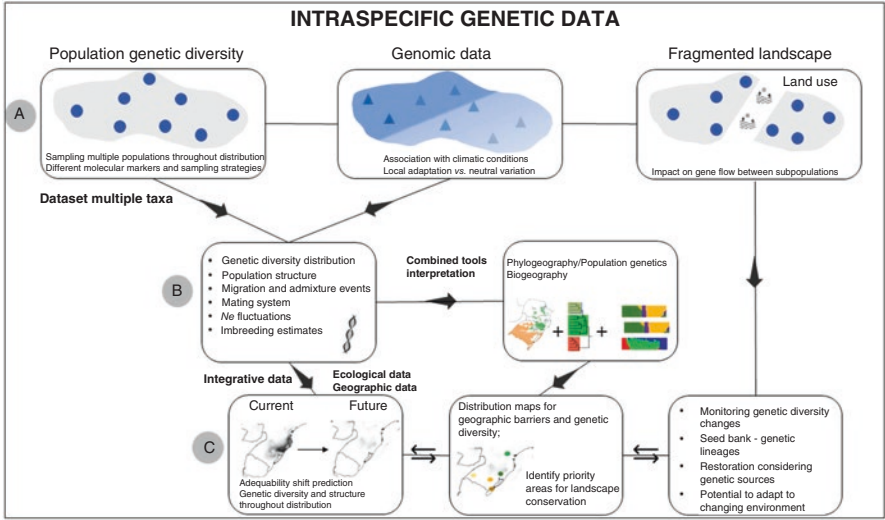 INTRASPECIFIC GENETIC DATA
Population genetic diversity
Genomic data
Fragmented landscape
A
Sampling multiple populations throughout distribution
Different molecular markers and sampling strategies
Association with climatic conditions
Local adaptation vs. neutral variation
Land use
Impact on gene flow between subpopulations
Dataset multiple taxa
B
• Genetic diversity distribution
• Population structure
• Migration and admixture events
• Mating system
• Ne fluctuations
• Imbreeding estimates
Combined tools
interpretation
Phylogeography/Population genetics
Biogeography
+ +
Integrative data
Ecological data
Geographic data
C
Current Future
Adequability shift prediction
Genetic diversity and structure
throughout distribution
Distribution maps for
geographic barriers and genetic
diversity;
Identify priority
areas for landscape
conservation
• Monitoring genetic diversity
changes
• Seed bank - genetic
lineages
• Restoration considering
genetic sources
• Potential to adapt to
changing environment